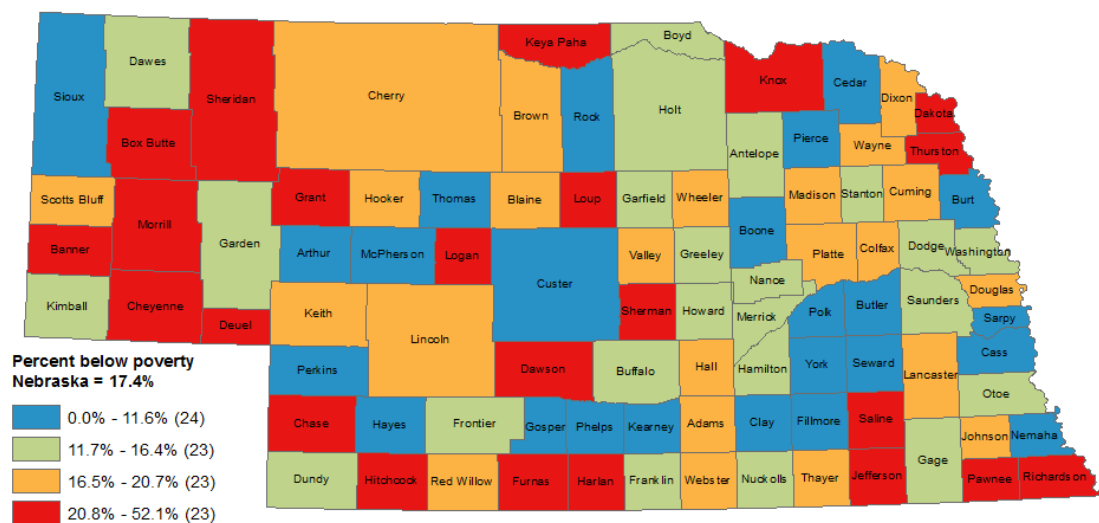 Keya Paha
Boyd
Dawes
Sioux
Sheridan
Cherry
Brown
Rock
Holt
Knox
Cedar
Dixon
Dakota
Box Butte
Antelope
Pierce
Wayne
Thurston
Scotts Bluff
Grant
Hooker
Thomas
Blaine
Loup
Garfield
Wheeler
Madison
Stanton
Cuming
Burt
Morrill
Banner
Garden
Arthur
McPherson
Logan
Custer
Valley
Greeley
Boone
Platte
Colfax
Dodge
Washington
Kimball
Cheyenne
Deuel
Keith
Lincoln
Sherman
Howard
Nance
Merrick
Polk
Butler
Saunders
Douglas
Sarpy
Perkins
Dawson
Buffalo
Hall
Hamilton
York
Seward
Lancaster
Cass
Otoe
Chase
Hayes
Frontier
Gosper
Phelps
Kearney
Adams
Clay
Fillmore
Saline
Gage
Johnson
Nemaha
Dundy
Hitchcock
Red Willow
Furnas
Harlan
Franklin
Webster
Nuckolls
Thayer
Jefferson
Pawnee
Richardson
Percent below poverty
Nebraska = 17.4%
0.0% - 11.6% (24)
11.7% - 16.4% (23)
16.5% - 20.7% (23)
20.8% - 52.1% (23)